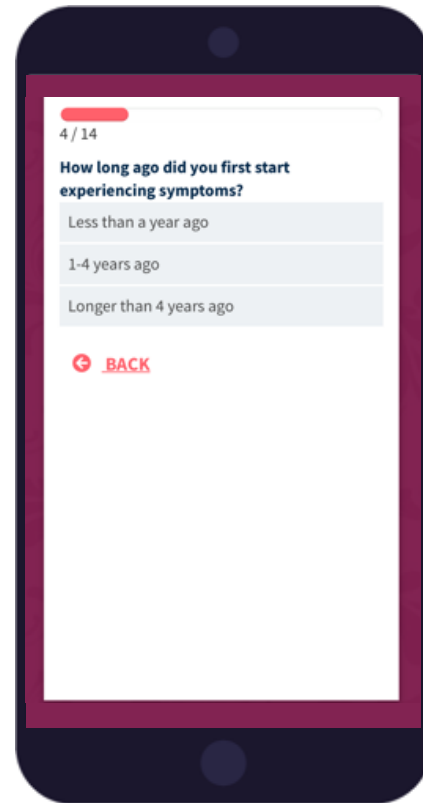 4 / 14
How long ago did you first start
experiencing symptoms?
Less than a year ago
1-4 years ago
Longer than 4 years ago
BACK